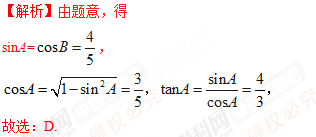 【解析】由题意，得
sinA=cosB=4/5，
cosA=√(1-sin²A)=3/5，tanA=sinA/cosA=4/3，
故选：D.